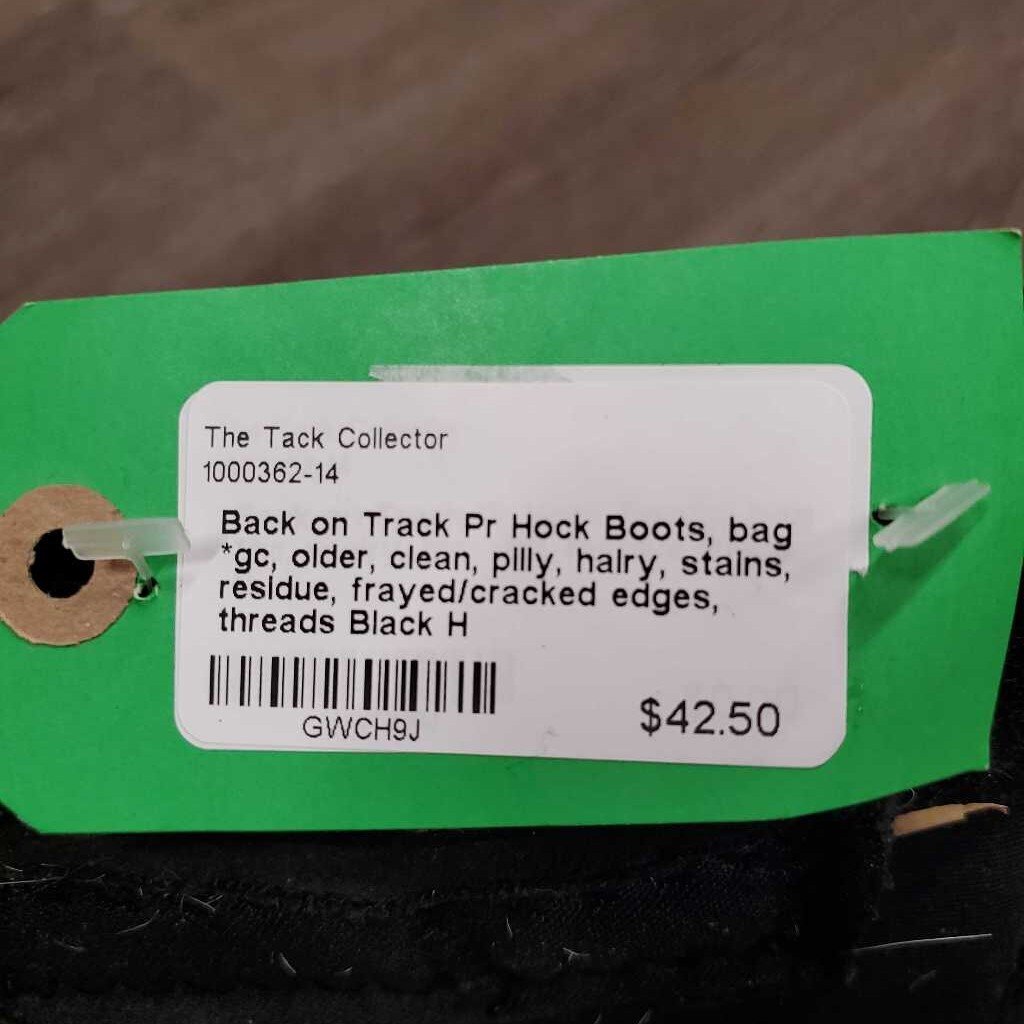 The Tack Collector
1000362-14
Back on Track Pr Hock Boots, bag
*gc, older, clean, pilly, hairy, stains,
residue, frayed/cracked edges,
threads Black H
GWCH9J
$42.50